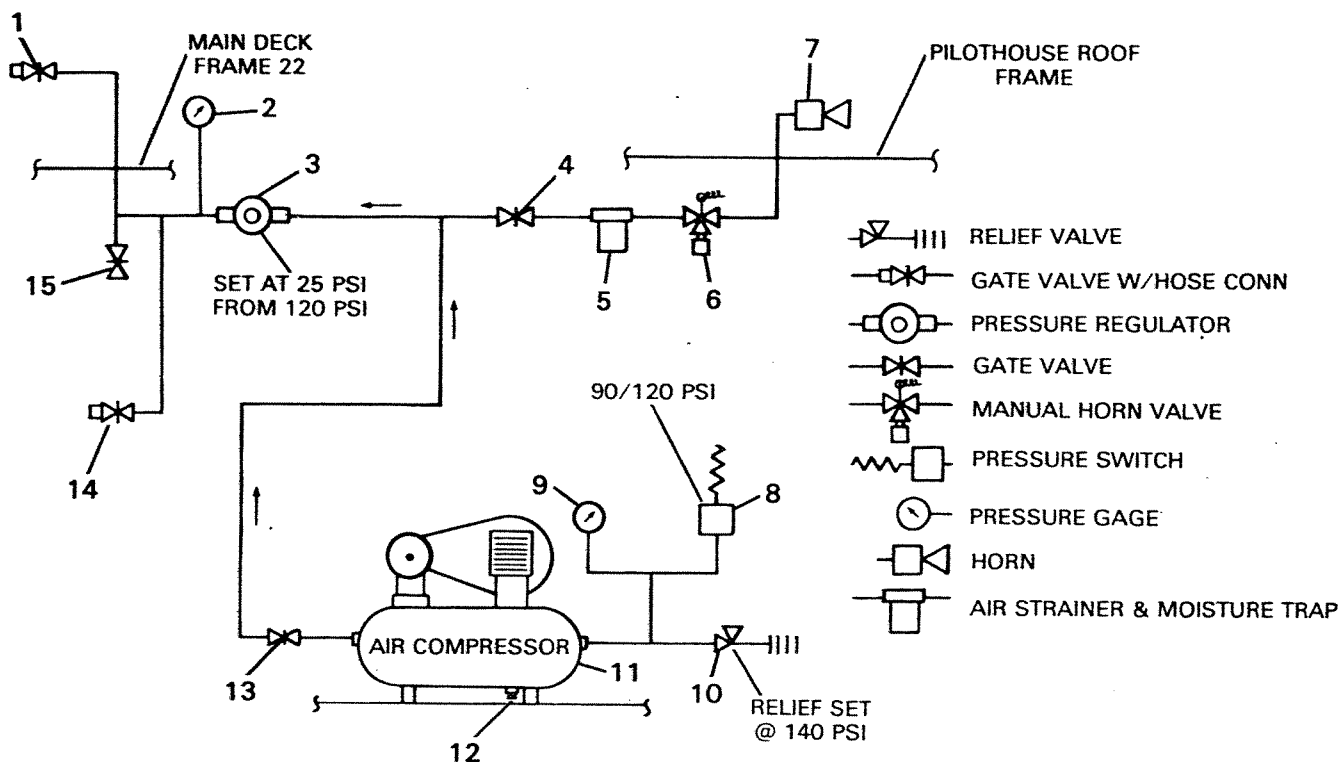 1
MAIN DECK
FRAME 22
2
3
4
7
PILOTHOUSE ROOF
FRAME
SET AT 25 PSI
FROM 120 PSI
15
5
6
14
90/120 PSI
9
8
AIR COMPRESSOR
13
11
10
12
RELIEF SET
@ 140 PSI
RELIEF VALVE
GATE VALVE W/HOSE CONN
PRESSURE REGULATOR
GATE VALVE
MANUAL HORN VALVE
PRESSURE SWITCH
PRESSURE GAGE
HORN
AIR STRAINER & MOISTURE TRAP